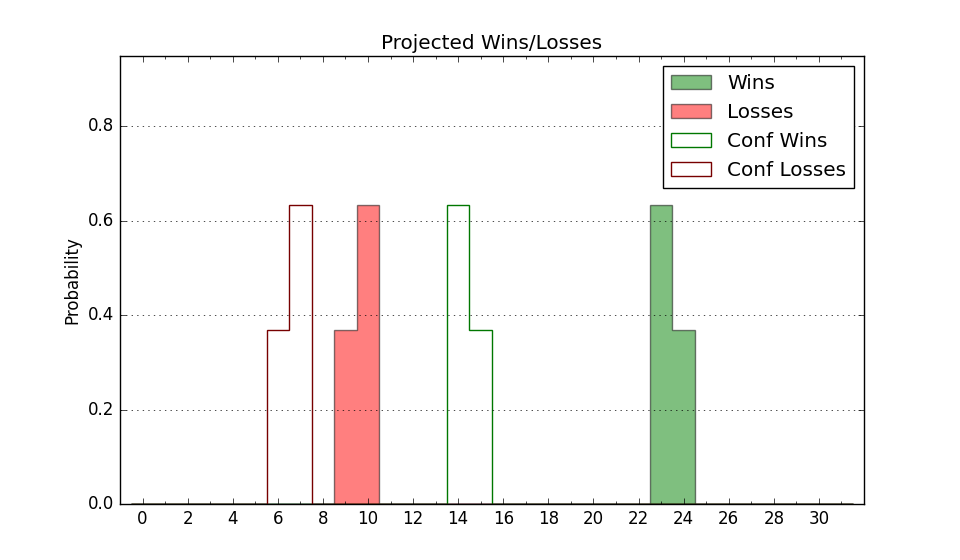 Projected Wins/Losses
Wins
Losses
Conf Wins
Conf Losses
Probability
0.8
0.6
0.4
0.2
0.0
0 2 4 6 8 10 12 14 16 18 20 22 24 26 28 30